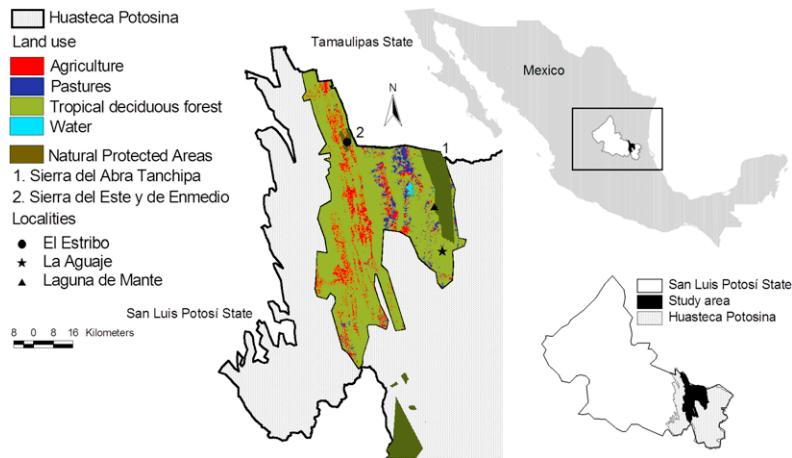 Huasteca Potosina
Land use
Agriculture
Pastures
Tropical deciduous forest
Water
Natural Protected Areas
1. Sierra del Abra Tanchipa
2. Sierra del Este y de Enmedio
Localities
El Estribo
La Aguaje
Laguna de Mante
San Luis Potosí State
8 0 8 16 Kilometers
Tamaulipas State
N
2
1
Mexico
San Luis Potosí State
Study area
Huasteca Potosina